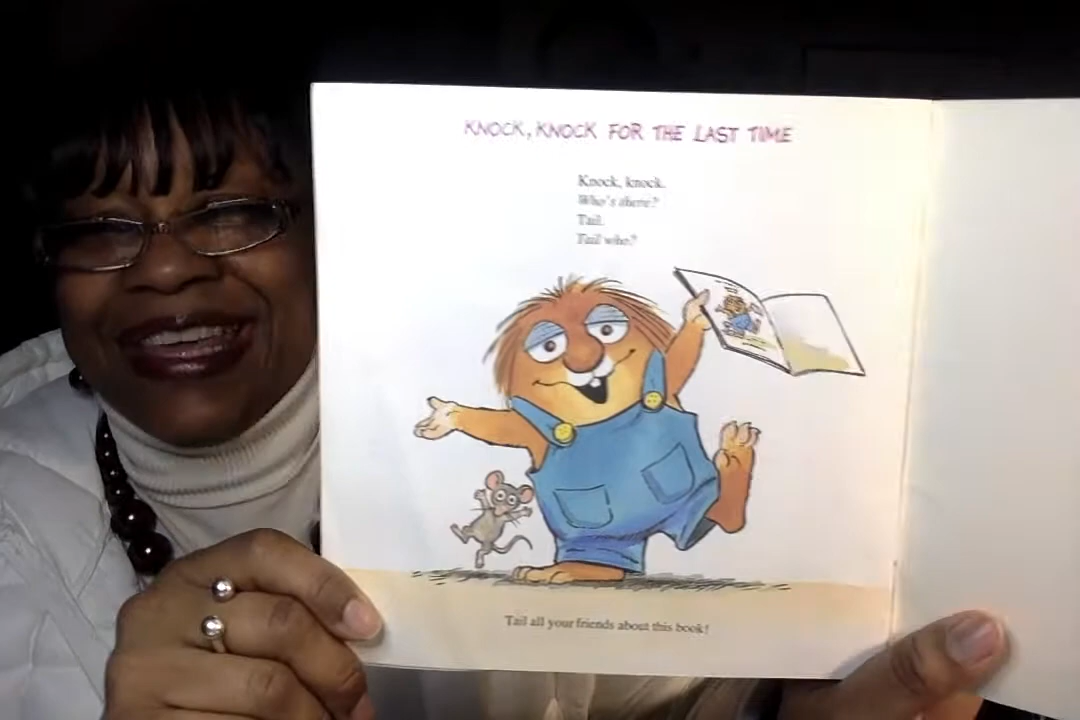 KNOCK, KNOCK FOR THE LAST TIME
Knock, knock.
Who's there?
Tail.
Tail who?
Tail all your friends about this book!